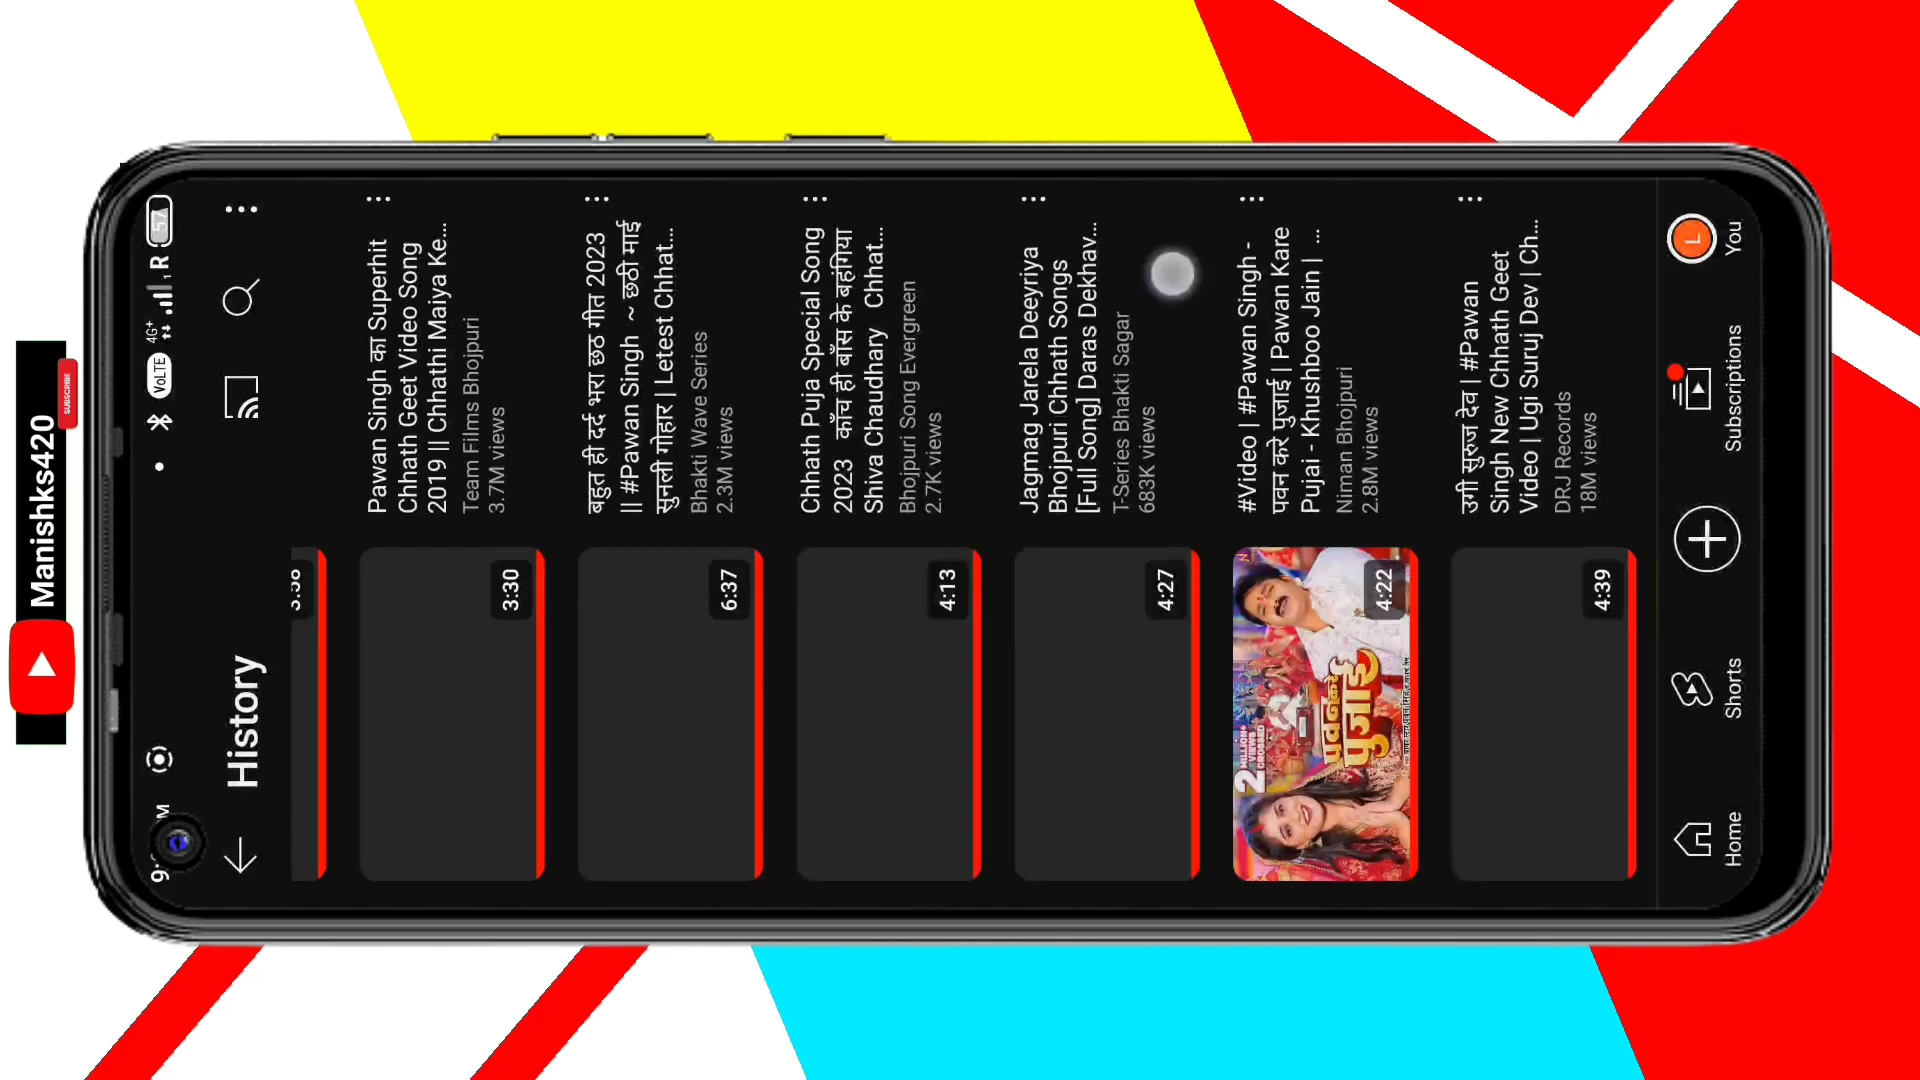 Manishks420
SUBSCRIBE
VoLTE
4G+
R
57
History
3:30
Pawan Singh का Superhit
Chhath Geet Video Song
2019 || Chhathi Maiya Ke...
Team Films Bhojpuri
3.7M views
6:37
बहुत ही दर्द भरा छठ गीत 2023
|| #Pawan Singh ~ छठी माई
सुनली गोहार | Letest Chhat...
Bhakti Wave Series
2.3M views
4:13
Chhath Puja Special Song
2023 काँच ही बाँस के बहंगिया
Shiva Chaudhary Chhat...
Bhojpuri Song Evergreen
2.7K views
4:27
Jagmag Jarela Deeyriya
Bhojpuri Chhath Songs
[Full Song] Daras Dekhav...
T-Series Bhakti Sagar
683K views
2 MILLION+
VIEWS
CROSSED
पवन करे
पुजाई
4:22
#Video | #Pawan Singh -
पवन करे पुजाई | Pawan Kare
Pujai - Khushboo Jain | ...
Niman Bhojpuri
2.8M views
4:39
उगी सुरुज देव | #Pawan
Singh New Chhath Geet
Video | Ugi Suruj Dev | Ch...
DRJ Records
18M views
Home
Shorts
Subscriptions
L
You